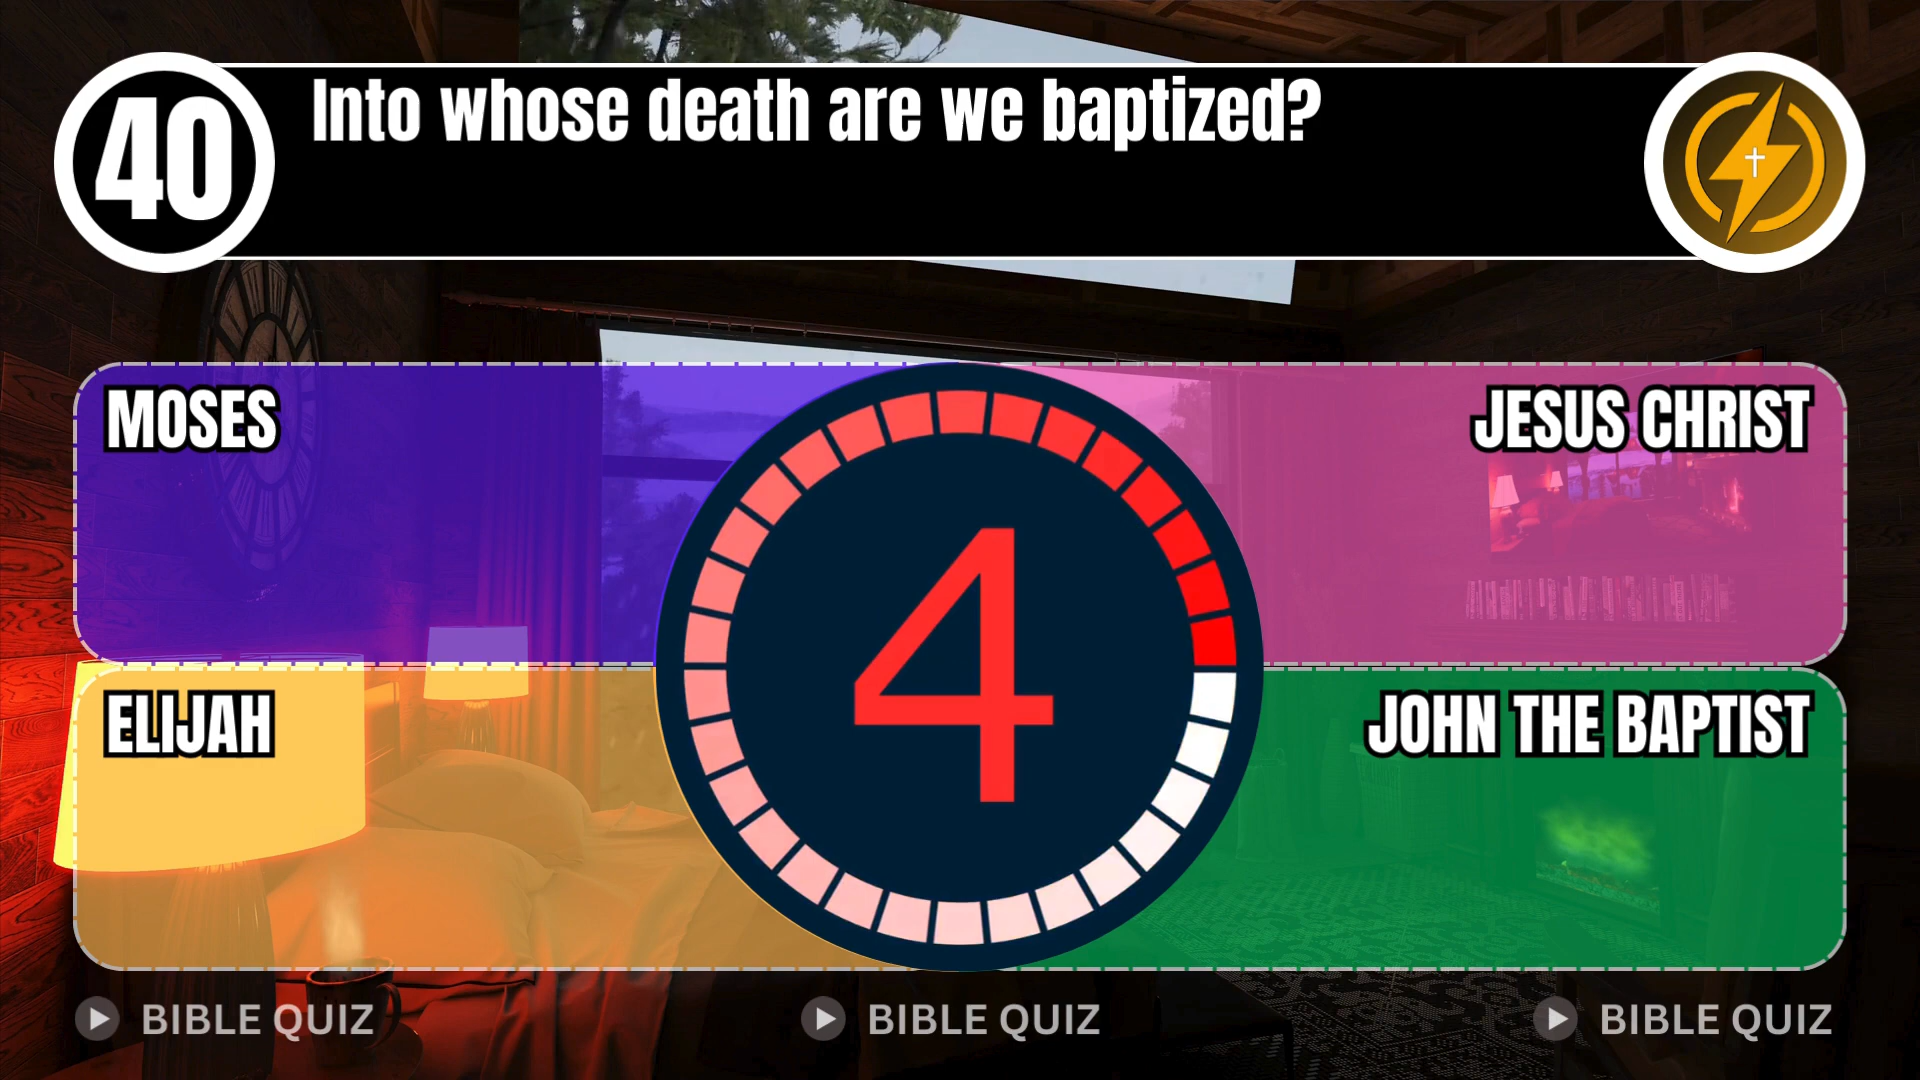 40
Into whose death are we baptized?
MOSES
JESUS CHRIST
4
ELIJAH
JOHN THE BAPTIST
BIBLE QUIZ
BIBLE QUIZ
BIBLE QUIZ